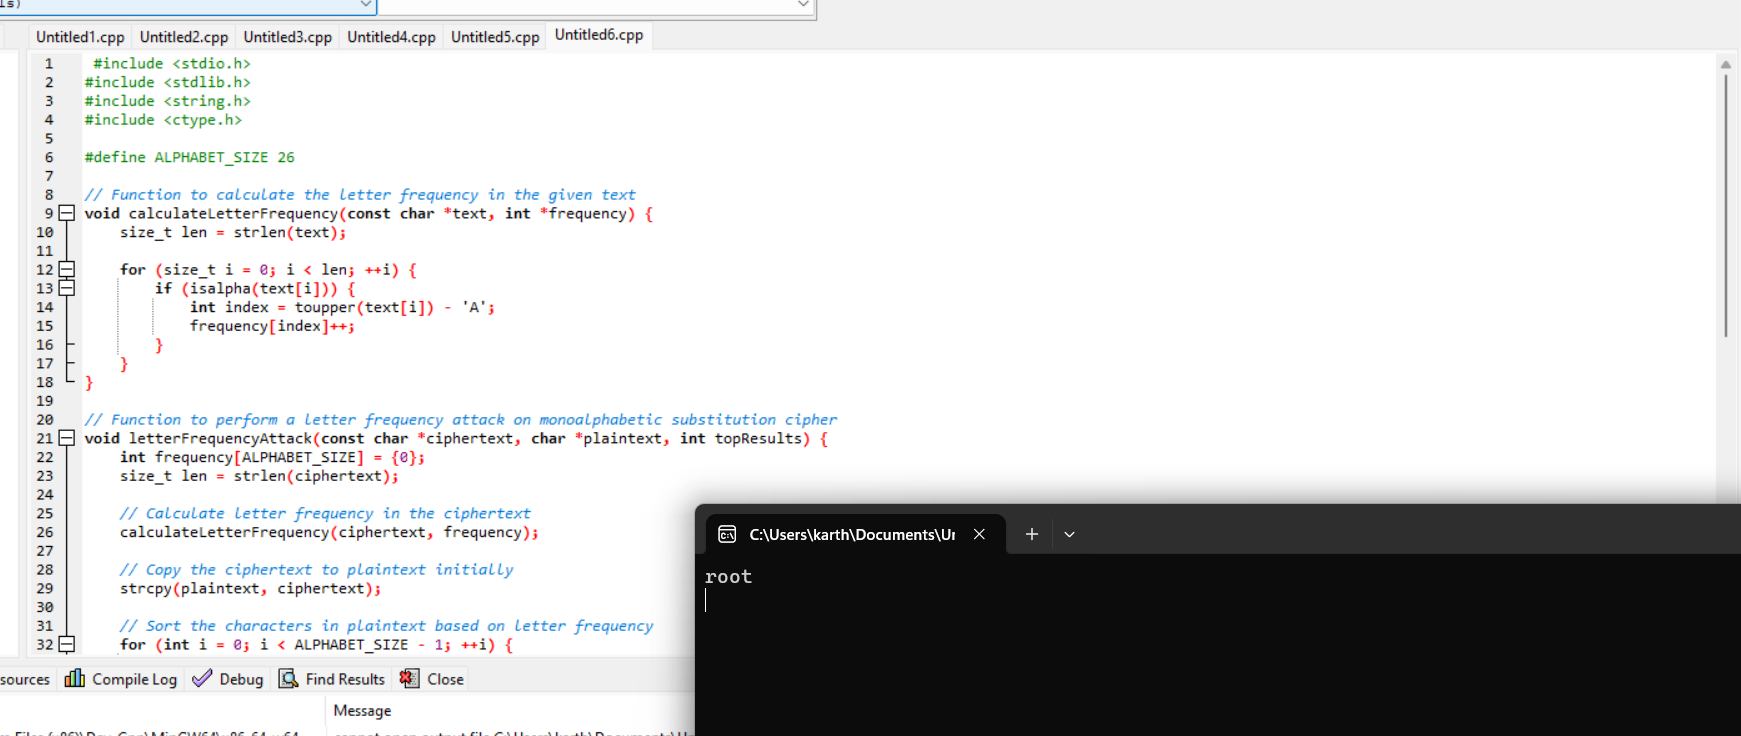 ls)
Untitled1.cpp Untitled2.cpp Untitled3.cpp Untitled4.cpp Untitled5.cpp Untitled6.cpp
1 #include <stdio.h>
2 #include <stdlib.h>
3 #include <string.h>
4 #include <ctype.h>
5
6 #define ALPHABET_SIZE 26
7
8 // Function to calculate the letter frequency in the given text
9 void calculateLetterFrequency(const char *text, int *frequency) {
10 size_t len = strlen(text);
11
12 for (size_t i = 0; i < len; ++i) {
13 if (isalpha(text[i])) {
14 int index = toupper(text[i]) - 'A';
15 frequency[index]++;
16 }
17 }
18 }
19
20 // Function to perform a letter frequency attack on monoalphabetic substitution cipher
21 void letterFrequencyAttack(const char *ciphertext, char *plaintext, int topResults) {
22 int frequency[ALPHABET_SIZE] = {0};
23 size_t len = strlen(ciphertext);
24
25 // Calculate letter frequency in the ciphertext
26 calculateLetterFrequency(ciphertext, frequency);
27
28 // Copy the ciphertext to plaintext initially
29 strcpy(plaintext, ciphertext);
30
31 // Sort the characters in plaintext based on letter frequency
32 for (int i = 0; i < ALPHABET_SIZE - 1; ++i) {
C:\Users\karth\Documents\Ur
root
sources Compile Log Debug Find Results Close
Message